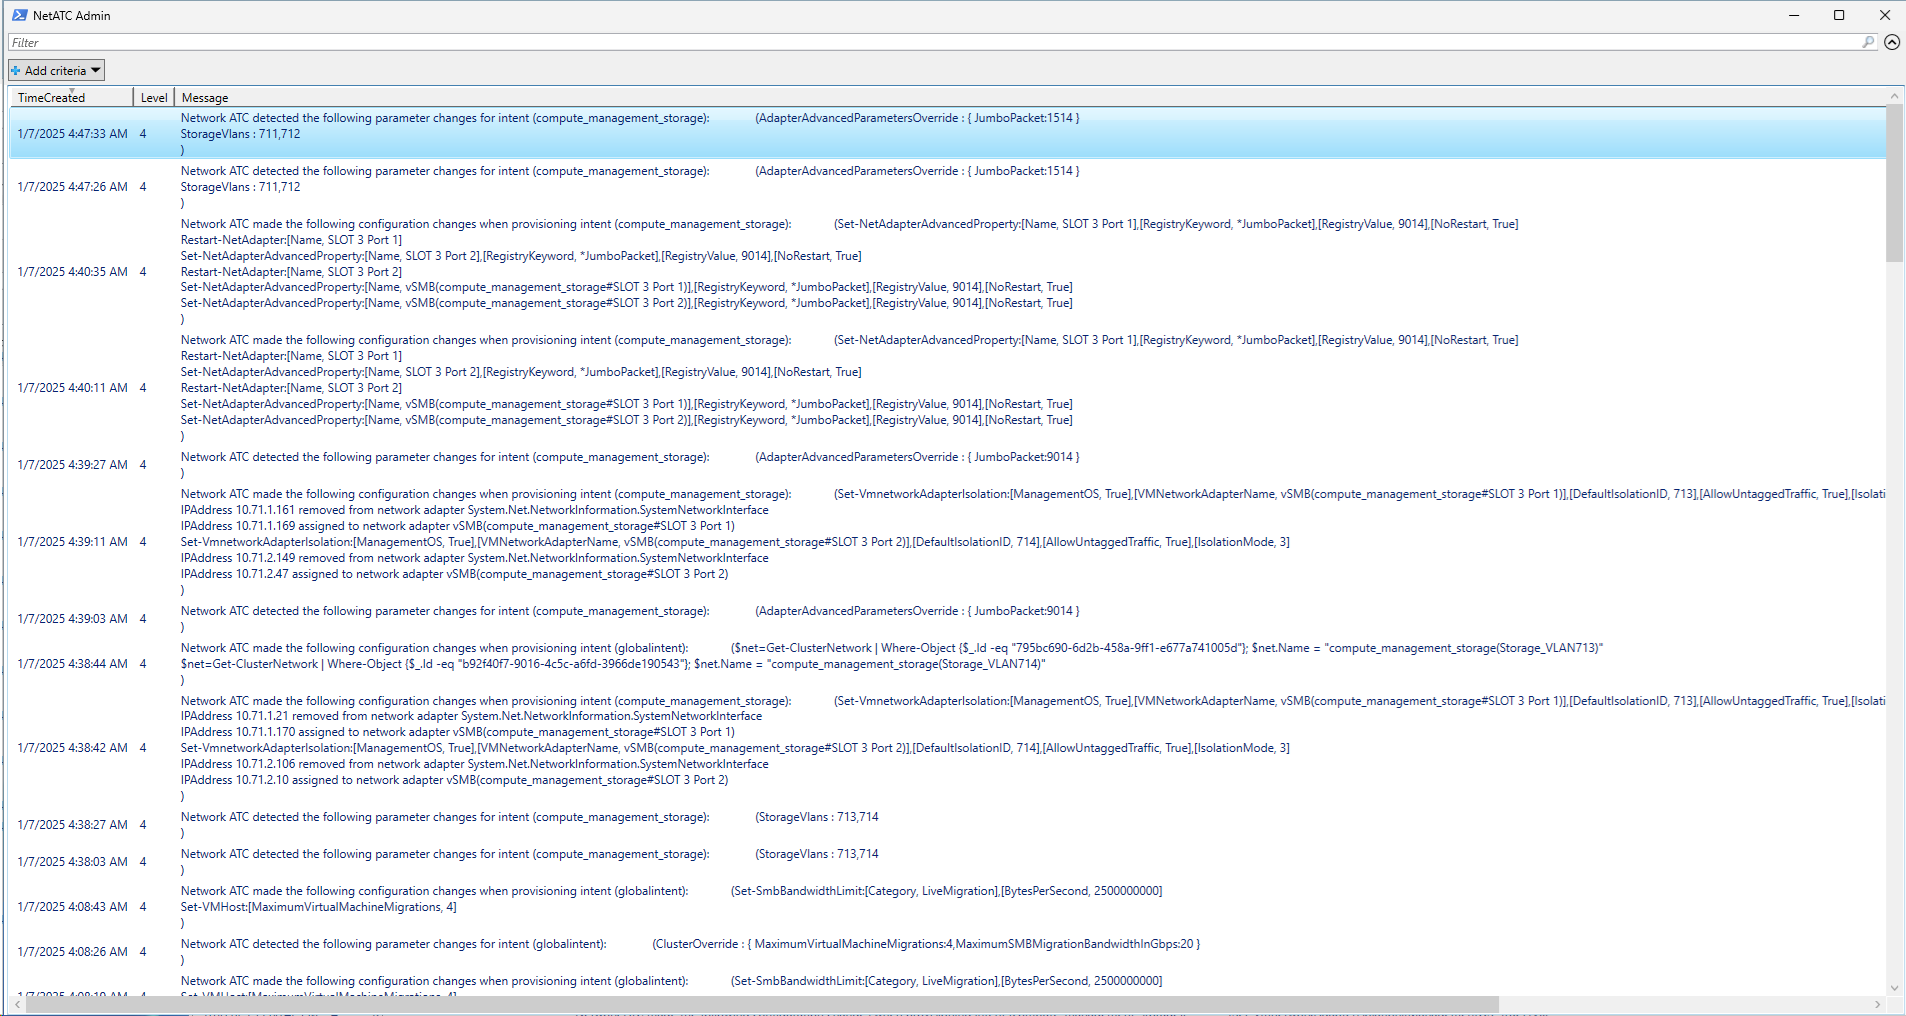 NetATC Admin
Filter
Add criteria
TimeCreated Level Message
Network ATC detected the following parameter changes for intent (compute_management_storage): (AdapterAdvancedParametersOverride : { JumboPacket:1514 }
1/7/2025 4:47:33 AM 4 StorageVlans : 711,712
)
Network ATC detected the following parameter changes for intent (compute_management_storage): (AdapterAdvancedParametersOverride : { JumboPacket:1514 }
1/7/2025 4:47:26 AM 4 StorageVlans : 711,712
)
Network ATC made the following configuration changes when provisioning intent (compute_management_storage): (Set-NetAdapterAdvancedProperty:[Name, SLOT 3 Port 1],[RegistryKeyword, *JumboPacket],[RegistryValue, 9014],[NoRestart, True]
Restart-NetAdapter:[Name, SLOT 3 Port 1]
Set-NetAdapterAdvancedProperty:[Name, SLOT 3 Port 2],[RegistryKeyword, *JumboPacket],[RegistryValue, 9014],[NoRestart, True]
1/7/2025 4:40:35 AM 4 Restart-NetAdapter:[Name, SLOT 3 Port 2]
Set-NetAdapterAdvancedProperty:[Name, vSMB(compute_management_storage#SLOT 3 Port 1)],[RegistryKeyword, *JumboPacket],[RegistryValue, 9014],[NoRestart, True]
Set-NetAdapterAdvancedProperty:[Name, vSMB(compute_management_storage#SLOT 3 Port 2)],[RegistryKeyword, *JumboPacket],[RegistryValue, 9014],[NoRestart, True]
)
Network ATC made the following configuration changes when provisioning intent (compute_management_storage): (Set-NetAdapterAdvancedProperty:[Name, SLOT 3 Port 1],[RegistryKeyword, *JumboPacket],[RegistryValue, 9014],[NoRestart, True]
Restart-NetAdapter:[Name, SLOT 3 Port 1]
Set-NetAdapterAdvancedProperty:[Name, SLOT 3 Port 2],[RegistryKeyword, *JumboPacket],[RegistryValue, 9014],[NoRestart, True]
1/7/2025 4:40:11 AM 4 Restart-NetAdapter:[Name, SLOT 3 Port 2]
Set-NetAdapterAdvancedProperty:[Name, vSMB(compute_management_storage#SLOT 3 Port 1)],[RegistryKeyword, *JumboPacket],[RegistryValue, 9014],[NoRestart, True]
Set-NetAdapterAdvancedProperty:[Name, vSMB(compute_management_storage#SLOT 3 Port 2)],[RegistryKeyword, *JumboPacket],[RegistryValue, 9014],[NoRestart, True]
)
1/7/2025 4:39:27 AM 4 Network ATC detected the following parameter changes for intent (compute_management_storage): (AdapterAdvancedParametersOverride : { JumboPacket:9014 }
)
Network ATC made the following configuration changes when provisioning intent (compute_management_storage): (Set-VmnetworkAdapterIsolation:[ManagementOS, True],[VMNetworkAdapterName, vSMB(compute_management_storage#SLOT 3 Port 1)],[DefaultIsolationID, 713],[AllowUntaggedTraffic, True],[Isolati
IPAddress 10.71.1.161 removed from network adapter System.Net.NetworkInformation.SystemNetworkInterface
IPAddress 10.71.1.169 assigned to network adapter vSMB(compute_management_storage#SLOT 3 Port 1)
1/7/2025 4:39:11 AM 4 Set-VmnetworkAdapterIsolation:[ManagementOS, True],[VMNetworkAdapterName, vSMB(compute_management_storage#SLOT 3 Port 2)],[DefaultIsolationID, 714],[AllowUntaggedTraffic, True],[IsolationMode, 3]
IPAddress 10.71.2.149 removed from network adapter System.Net.NetworkInformation.SystemNetworkInterface
IPAddress 10.71.2.47 assigned to network adapter vSMB(compute_management_storage#SLOT 3 Port 2)
)
1/7/2025 4:39:03 AM 4 Network ATC detected the following parameter changes for intent (compute_management_storage): (AdapterAdvancedParametersOverride : { JumboPacket:9014 }
)
Network ATC made the following configuration changes when provisioning intent (globalintent): ($net=Get-ClusterNetwork | Where-Object {$_.Id -eq "795bc690-6d2b-458a-9ff1-e677a741005d"}; $net.Name = "compute_management_storage(Storage_VLAN713)"
1/7/2025 4:38:44 AM 4 $net=Get-ClusterNetwork | Where-Object {$_.Id -eq "b92f40f7-9016-4c5c-a6fd-3966de190543"}; $net.Name = "compute_management_storage(Storage_VLAN714)"
)
Network ATC made the following configuration changes when provisioning intent (compute_management_storage): (Set-VmnetworkAdapterIsolation:[ManagementOS, True],[VMNetworkAdapterName, vSMB(compute_management_storage#SLOT 3 Port 1)],[DefaultIsolationID, 713],[AllowUntaggedTraffic, True],[Isolati
IPAddress 10.71.1.21 removed from network adapter System.Net.NetworkInformation.SystemNetworkInterface
IPAddress 10.71.1.170 assigned to network adapter vSMB(compute_management_storage#SLOT 3 Port 1)
1/7/2025 4:38:42 AM 4 Set-VmnetworkAdapterIsolation:[ManagementOS, True],[VMNetworkAdapterName, vSMB(compute_management_storage#SLOT 3 Port 2)],[DefaultIsolationID, 714],[AllowUntaggedTraffic, True],[IsolationMode, 3]
IPAddress 10.71.2.106 removed from network adapter System.Net.NetworkInformation.SystemNetworkInterface
IPAddress 10.71.2.10 assigned to network adapter vSMB(compute_management_storage#SLOT 3 Port 2)
)
1/7/2025 4:38:27 AM 4 Network ATC detected the following parameter changes for intent (compute_management_storage): (StorageVlans : 713,714
)
1/7/2025 4:38:03 AM 4 Network ATC detected the following parameter changes for intent (compute_management_storage): (StorageVlans : 713,714
)
Network ATC made the following configuration changes when provisioning intent (globalintent): (Set-SmbBandwidthLimit:[Category, LiveMigration],[BytesPerSecond, 2500000000]
1/7/2025 4:08:43 AM 4 Set-VMHost:[MaximumVirtualMachineMigrations, 4]
)
1/7/2025 4:08:26 AM 4 Network ATC detected the following parameter changes for intent (globalintent): (ClusterOverride : { MaximumVirtualMachineMigrations:4,MaximumSMBMigrationBandwidthInGbps:20 }
)
Network ATC made the following configuration changes when provisioning intent (globalintent): (Set-SmbBandwidthLimit:[Category, LiveMigration],[BytesPerSecond, 2500000000]